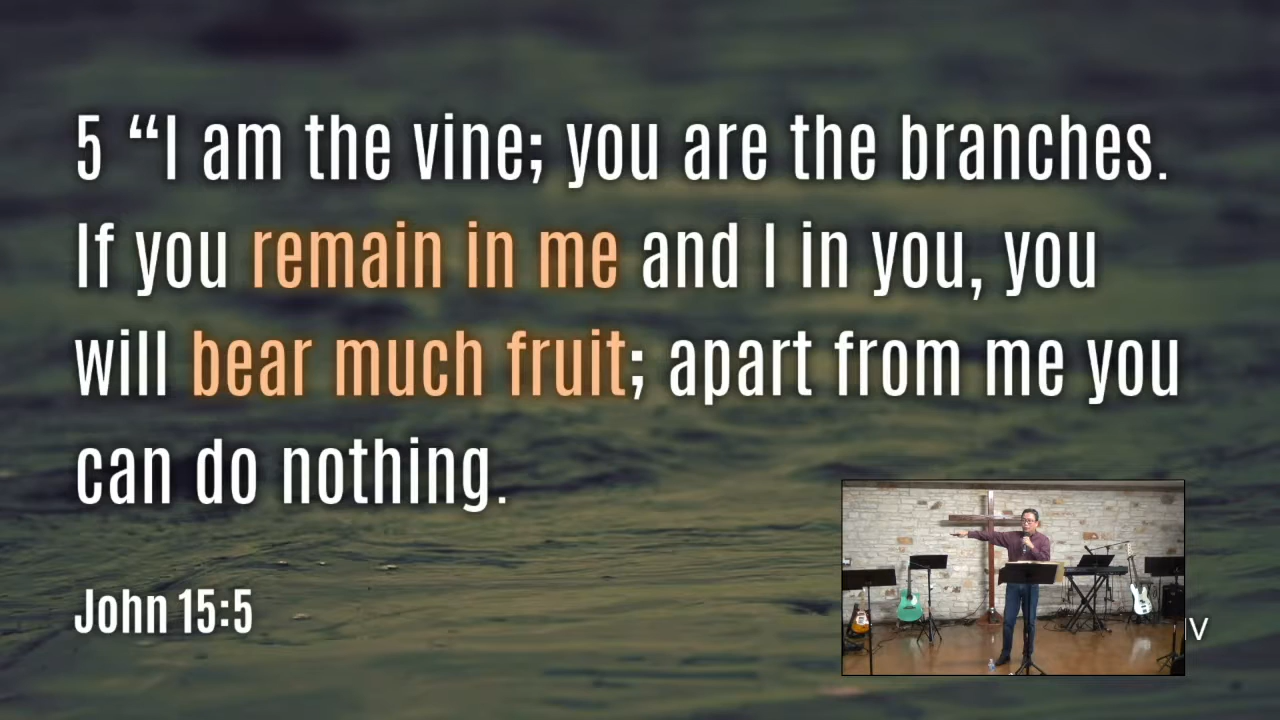 5 “I am the vine; you are the branches.
If you remain in me and I in you, you
will bear much fruit; apart from me you
can do nothing.
John 15:5